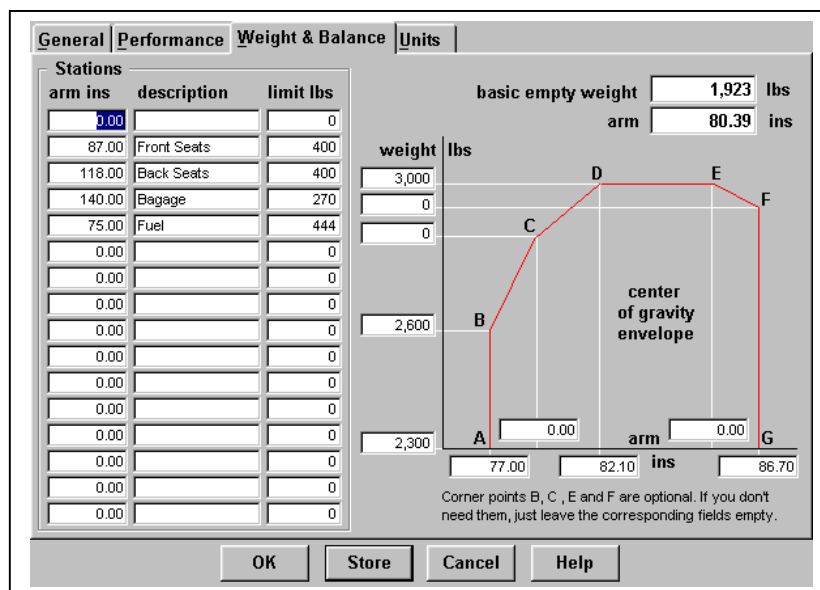 General Performance Weight & Balance Units
Stations
arm ins description limit lbs
0.00 0
87.00 Front Seats 400
118.00 Back Seats 400
140.00 Bagage 270
75.00 Fuel 444
0.00 0
0.00 0
0.00 0
0.00 0
0.00 0
0.00 0
0.00 0
0.00 0
0.00 0
0.00 0
0.00 0
basic empty weight 1,923 lbs
arm 80.39 ins
weight lbs
3,000
0
0
2,600
2,300
A
B
C
D
E
F
G
center
of gravity
envelope
0.00 arm 0.00
77.00 82.10 ins 86.70
Corner points B, C , E and F are optional. If you don't
need them, just leave the corresponding fields empty.
OK Store Cancel Help